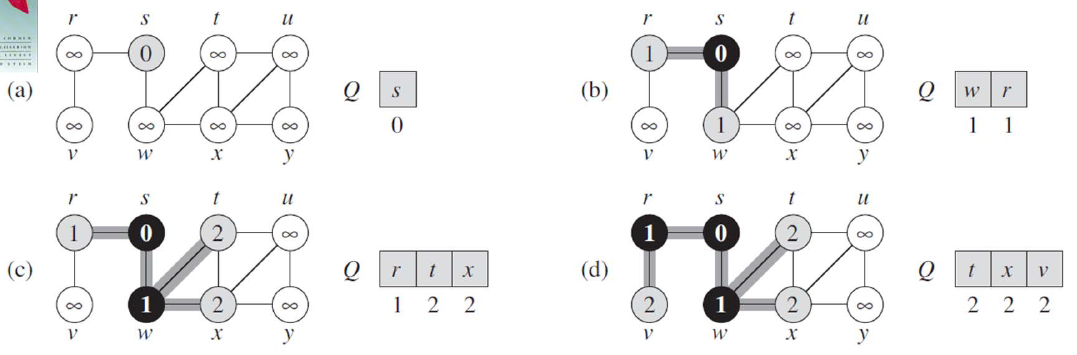 (a)
r s t u
∞ 0 ∞ ∞
∞ ∞ ∞ ∞
v w x y
Q s
0
(b)
r s t u
1 0 ∞ ∞
∞ 1 ∞ ∞
v w x y
Q w r
1 1
(c)
r s t u
1 0 2 ∞
∞ 1 2 ∞
v w x y
Q r t x
1 2 2
(d)
r s t u
1 0 2 ∞
2 1 2 ∞
v w x y
Q t x v
2 2 2